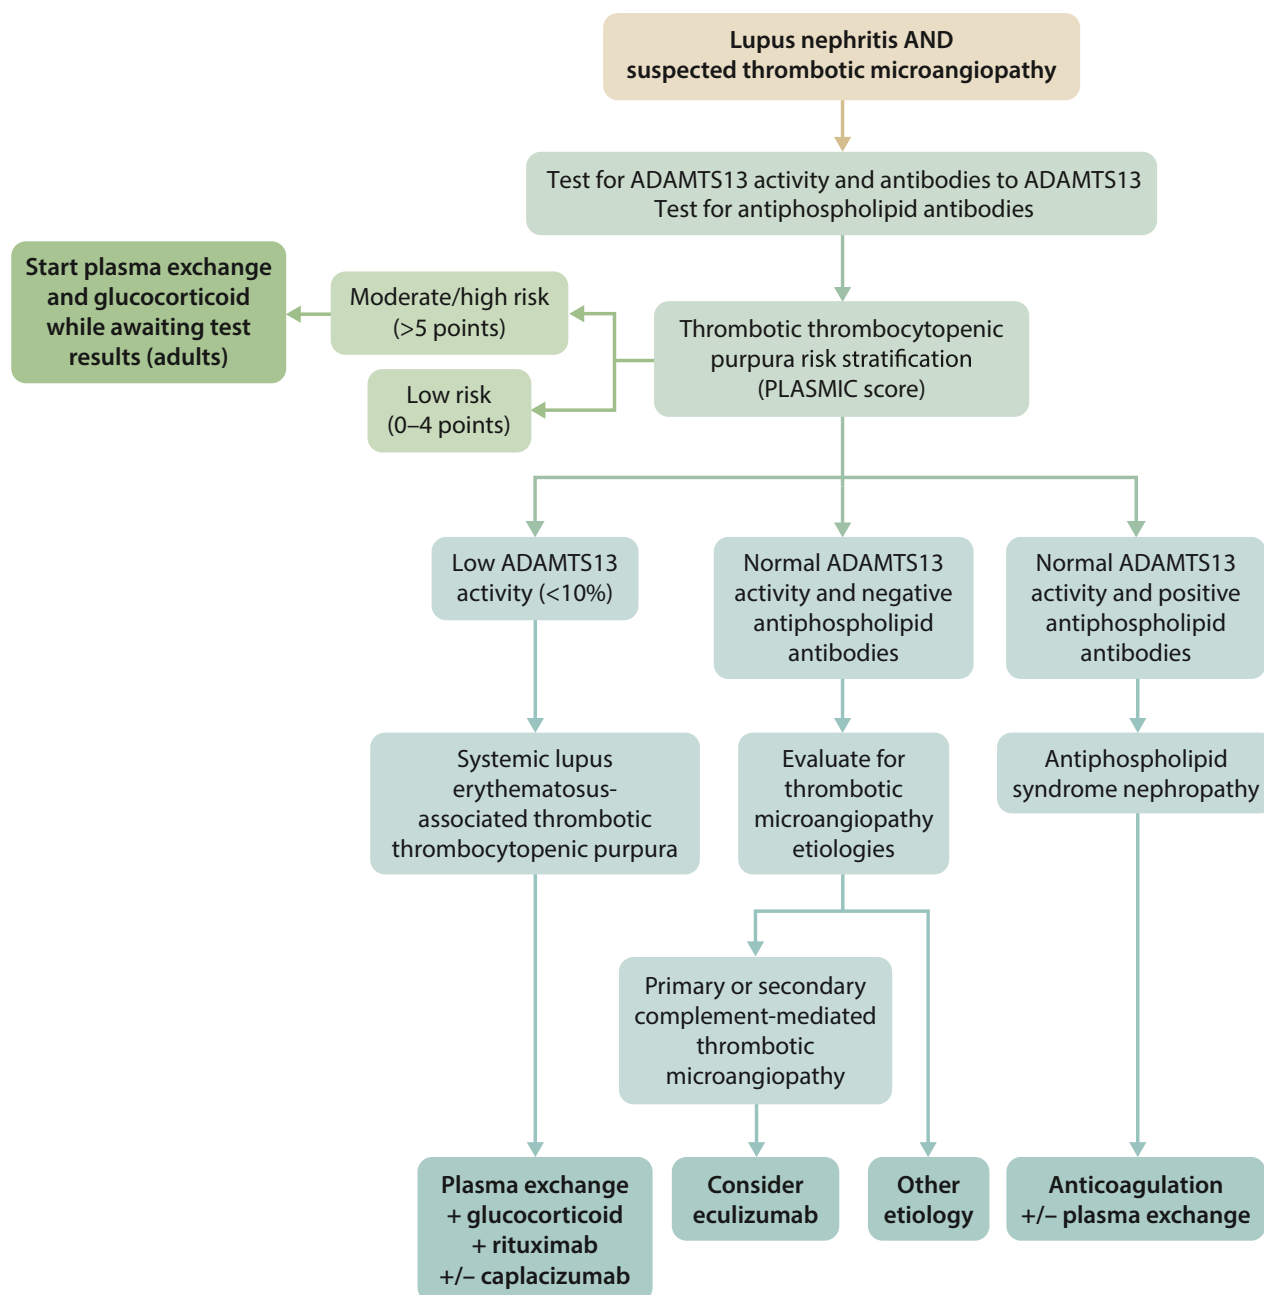 Lupus nephritis AND
suspected thrombotic microangiopathy
Test for ADAMTS13 activity and antibodies to ADAMTS13
Test for antiphospholipid antibodies
Start plasma exchange
and glucocorticoid
while awaiting test
results (adults)
Moderate/high risk
(>5 points)
Low risk
(0–4 points)
Thrombotic thrombocytopenic
purpura risk stratification
(PLASMIC score)
Low ADAMTS13
activity (<10%)
Normal ADAMTS13
activity and negative
antiphospholipid
antibodies
Normal ADAMTS13
activity and positive
antiphospholipid
antibodies
Systemic lupus
erythematosus-
associated thrombotic
thrombocytopenic purpura
Evaluate for
thrombotic
microangiopathy
etiologies
Antiphospholipid
syndrome nephropathy
Primary or secondary
complement-mediated
thrombotic
microangiopathy
Plasma exchange
+ glucocorticoid
+ rituximab
+/– caplacizumab
Consider
eculizumab
Other
etiology
Anticoagulation
+/– plasma exchange